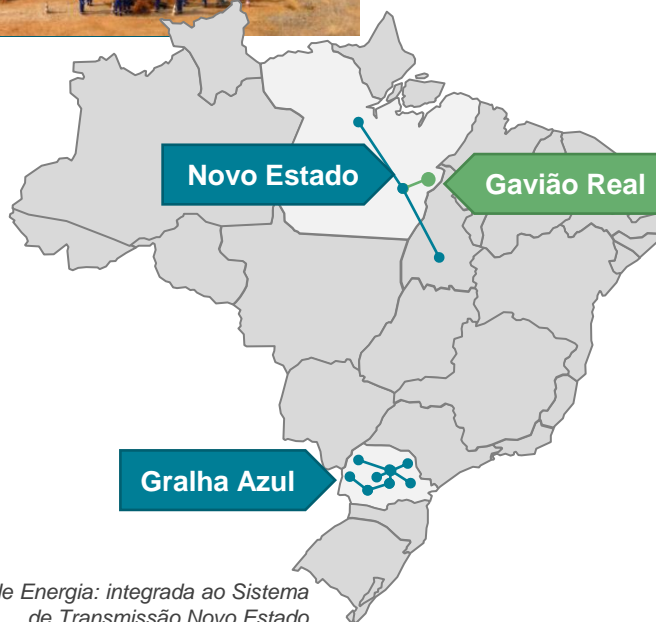 Novo Estado
Gavião Real
Gralha Azul
de Energia: integrada ao Sistema
de Transmissão Novo Estado